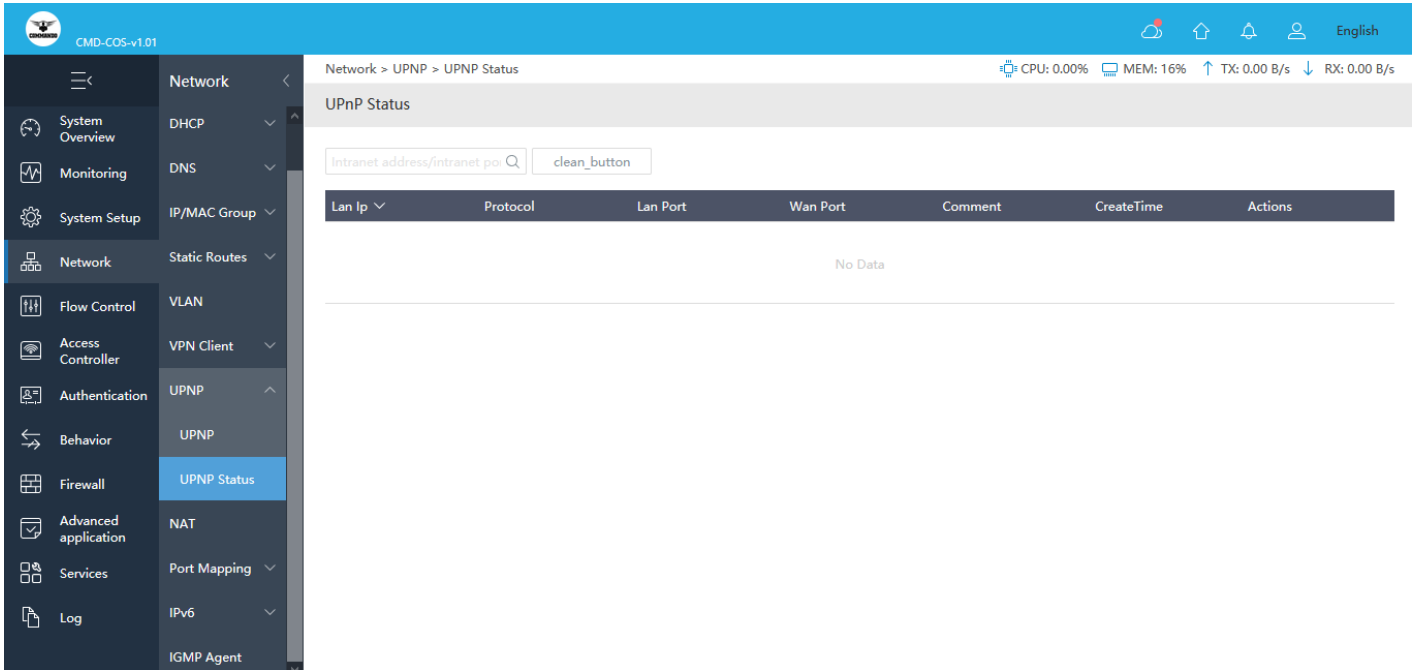 COMMANDO
CMD-COS-v1.01
English
Network
Network > UPNP > UPNP Status
CPU: 0.00%
MEM: 16%
TX: 0.00 B/s
RX: 0.00 B/s
UPnP Status
System
Overview
Monitoring
System Setup
Network
Flow Control
Access
Controller
Authentication
Behavior
Firewall
Advanced
application
Services
Log
DHCP
DNS
IP/MAC Group
Static Routes
VLAN
VPN Client
UPNP
UPNP
UPNP Status
NAT
Port Mapping
IPv6
IGMP Agent
Intranet address/intranet por
clean_button
Lan Ip
Protocol
Lan Port
Wan Port
Comment
CreateTime
Actions
No Data